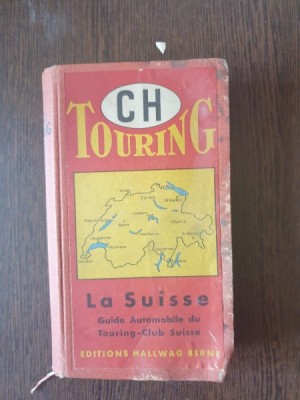 CH
TOURING
La Suisse
Guide Automobile du
Touring-Club Suisse
EDITIONS HALLWAG BERNE